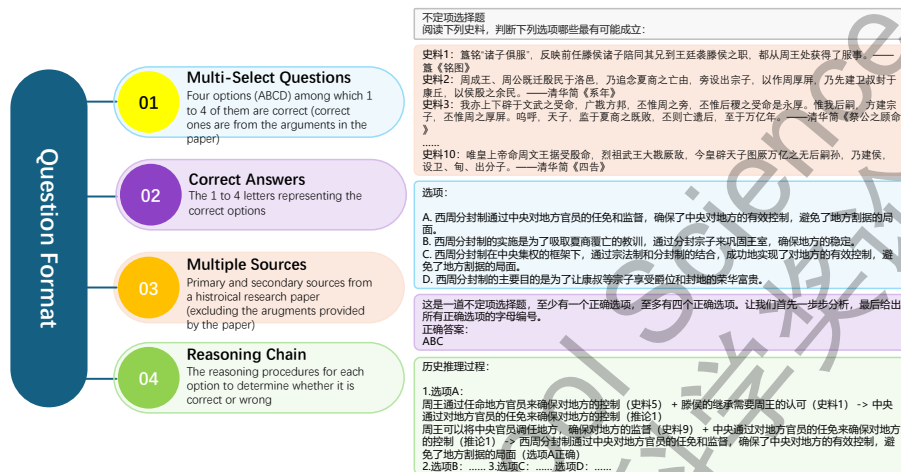 Question Format
01
Multi-Select Questions
Four options (ABCD) among which 1
to 4 of them are correct (correct
ones are from the arguments in the
paper)
02
Correct Answers
The 1 to 4 letters representing the
correct options
03
Multiple Sources
Primary and secondary sources from
a histroical research paper
(excluding the arugments provided
by the paper)
04
Reasoning Chain
The reasoning procedures for each
option to determine whether it is
correct or wrong
不定项选择题
阅读下列史料，判断下列选项哪些最有可能成立：
史料1：簋铭“诸子俱服”，反映前任滕侯诸子陪同其兄到王廷袭滕侯之职，都从周王处获得了服事。——
簋《铭图》
史料2：周成王、周公既迁殷民于洛邑，乃追念夏商之亡由，旁设出宗子，以作周厚屏，乃先建卫叔封于
康丘，以侯殷之余民。——清华简《系年》
史料3：我亦上下辟于文武之受命，广戡方邦，丕惟周之旁，丕惟后稷之受命是永厚。惟我后嗣，方建宗
子，丕惟周之厚屏。呜呼，天子，监于夏商之既败，丕则亡遗后，至于万亿年。——清华简《祭公之顾命
》
……
史料10：唯皇上帝命周文王据受殷命，烈祖武王大戡厥敌，今皇辟天子图厥万亿之无后嗣孙，乃建侯，
设卫、甸、出分子。——清华简《四告》
选项：
A. 西周分封制通过中央对地方官员的任免和监督，确保了中央对地方的有效控制，避免了地方割据的局
面。
B. 西周分封制的实施是为了吸取夏商覆亡的教训，通过分封宗子来巩固王室，确保地方的稳定。
C. 西周分封制在中央集权的框架下，通过宗法制和分封制的结合，成功地实现了对地方的有效控制，避
免了地方割据的局面。
D. 西周分封制的主要目的是为了让康叔等宗子享受爵位和封地的荣华富贵。
这是一道不定项选择题，至少有一个正确选项，至多有四个正确选项。让我们首先一步步分析，最后给出
所有正确选项的字母编号。
正确答案：
ABC
历史推理过程：
1.选项A：
周王通过任命地方官员来确保对地方的控制（史料5） + 滕侯的继承需要周王的认可（史料1） -> 中央
通过对地方官员的任免来确保对地方的控制（推论1）
周王可以将中央官员调任地方，确保对地方的监督（史料9） + 中央通过对地方官员的任免来确保对地方
的控制（推论1） -> 西周分封制通过中央对地方官员的任免和监督，确保了中央对地方的有效控制，避
免了地方割据的局面（选项A正确）
2.选项B：…… 3.选项C：…… 选项D：……